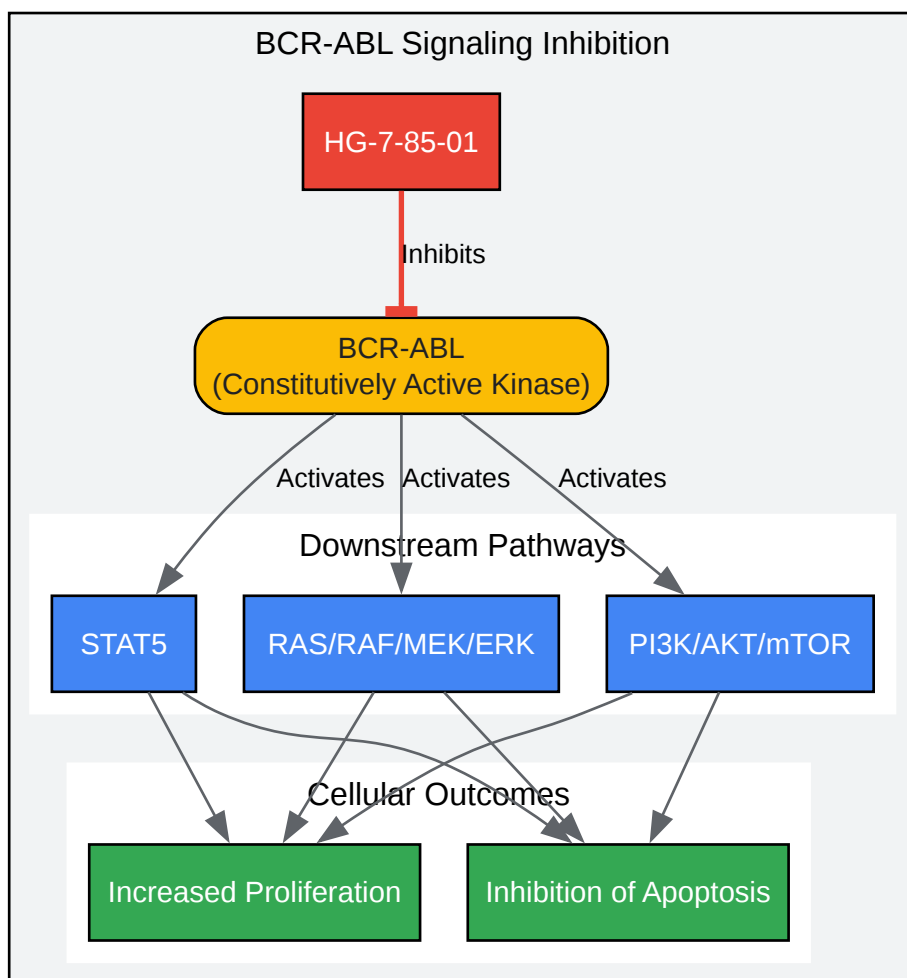 BCR-ABL Signaling Inhibition
HG-7-85-01
Inhibits
BCR-ABL
(Constitutively Active Kinase)
Activates
Activates
Activates
Downstream Pathways
STAT5
RAS/RAF/MEK/ERK
PI3K/AKT/mTOR
Cellular Outcomes
Increased Proliferation
Inhibition of Apoptosis